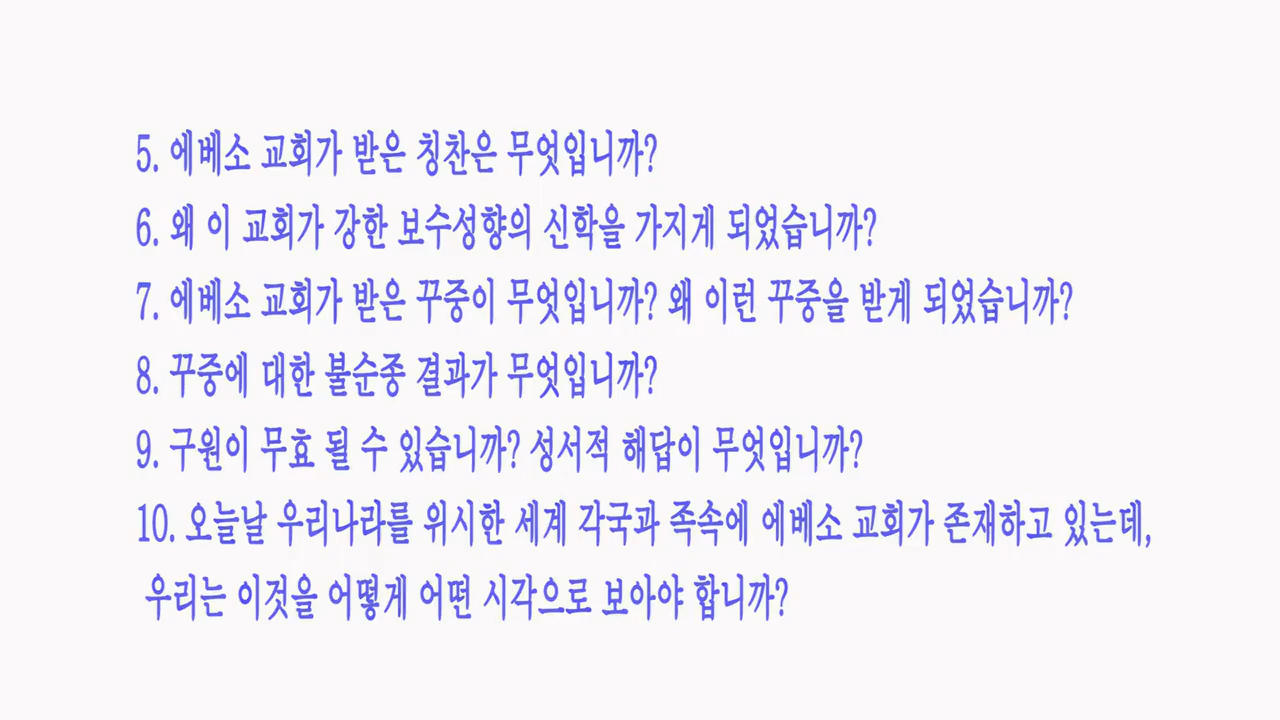 5. 에베소 교회가 받은 칭찬은 무엇입니까?
6. 왜 이 교회가 강한 보수성향의 신학을 가지게 되었습니까?
7. 에베소 교회가 받은 꾸중이 무엇입니까? 왜 이런 꾸중을 받게 되었습니까?
8. 꾸중에 대한 불순종 결과가 무엇입니까?
9. 구원이 무효 될 수 있습니까? 성서적 해답이 무엇입니까?
10. 오늘날 우리나라를 위시한 세계 각국과 족속에 에베소 교회가 존재하고 있는데,
우리는 이것을 어떻게 어떤 시각으로 보아야 합니까?